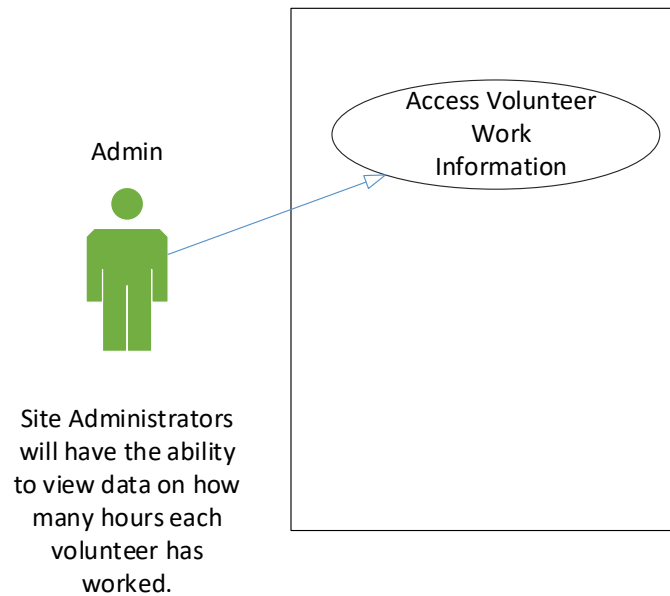 Access Volunteer
Work
Information
Admin
Site Administrators
will have the ability
to view data on how
many hours each
volunteer has
worked.